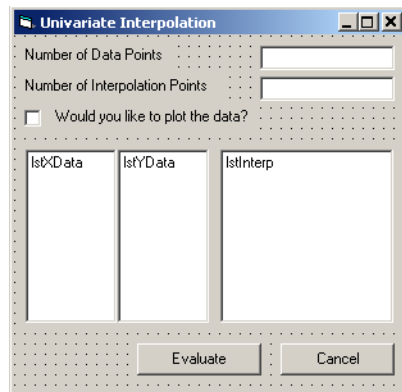 Univariate Interpolation
Number of Data Points
Number of Interpolation Points
Would you like to plot the data?
lstXData lstYData lstInterp
Evaluate Cancel